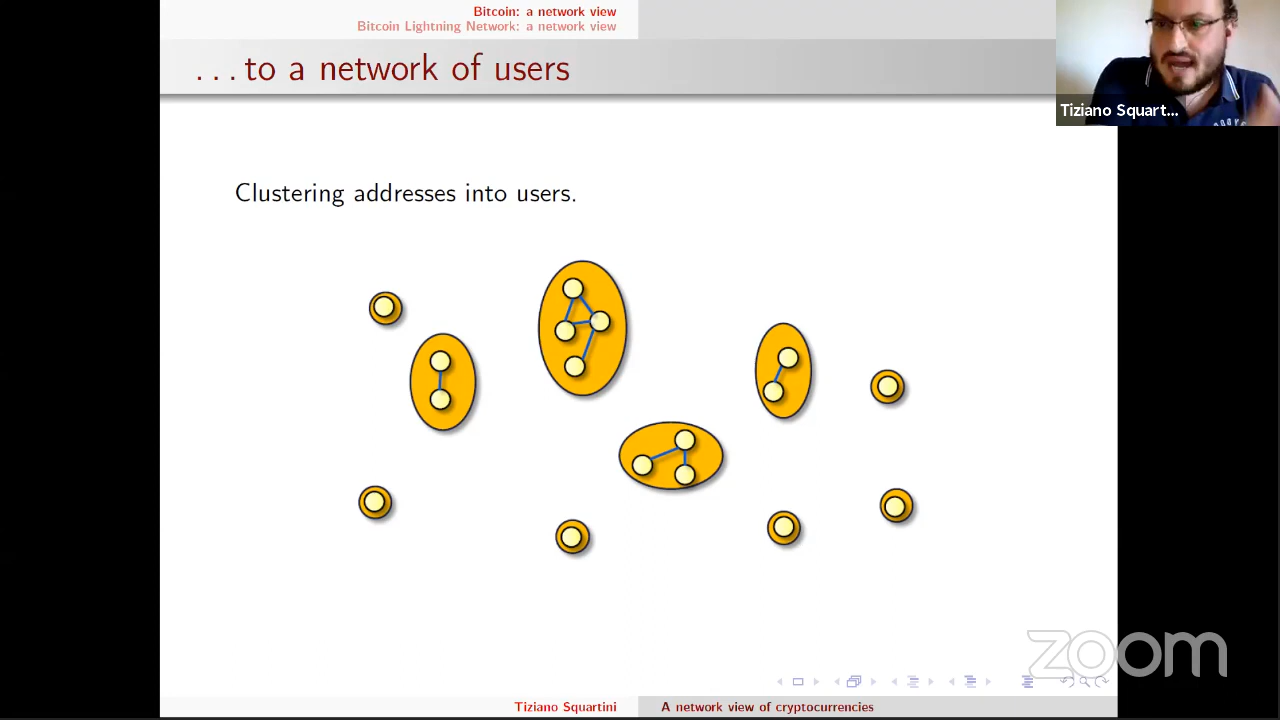 Bitcoin: a network view
Bitcoin Lightning Network: a network view
. . . to a network of users
Tiziano Squart...
Clustering addresses into users.
zoom
Tiziano Squartini
A network view of cryptocurrencies